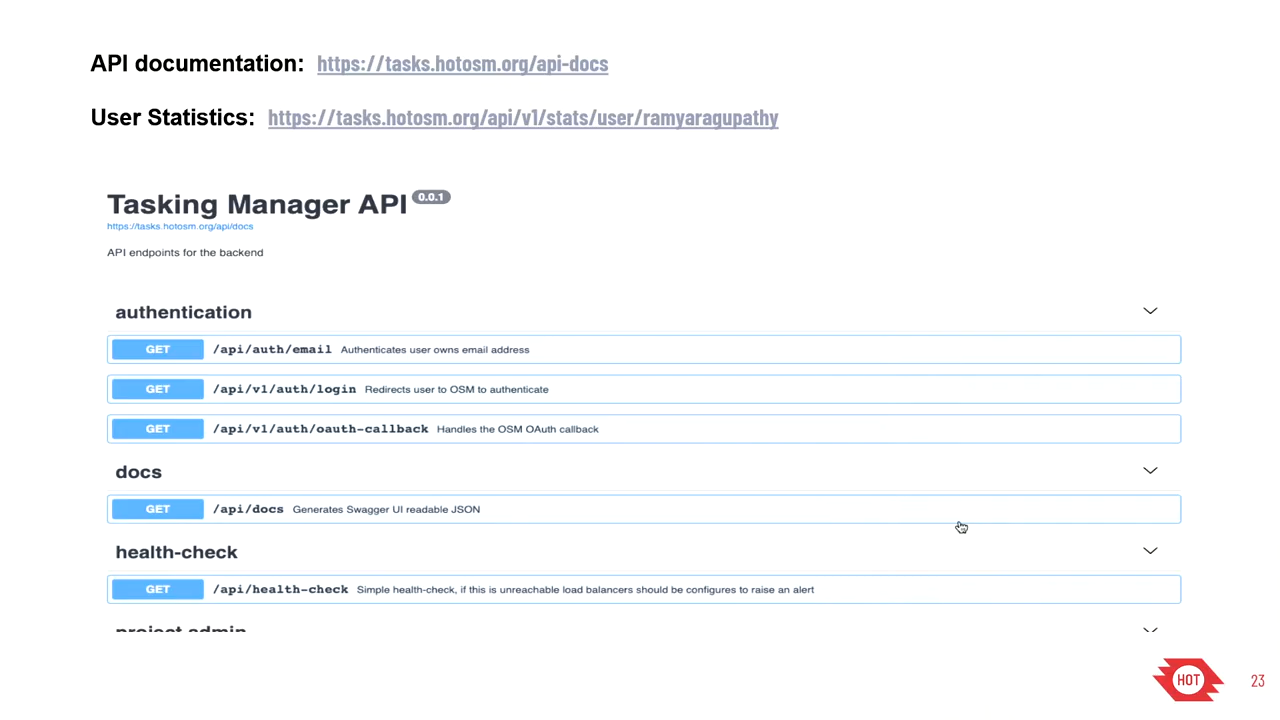 API documentation: https://tasks.hotosm.org/api-docs
User Statistics: https://tasks.hotosm.org/api/v1/stats/user/ramyaragupathy
Tasking Manager API 0.0.1
https://tasks.hotosm.org/api/docs
API endpoints for the backend
authentication
GET /api/auth/email Authenticates user owns email address
GET /api/v1/auth/login Redirects user to OSM to authenticate
GET /api/v1/auth/oauth-callback Handles the OSM OAuth callback
docs
GET /api/docs Generates Swagger UI readable JSON
health-check
GET /api/health-check Simple health-check, if this is unreachable load balancers should be configures to raise an alert
project admin
HOT 23